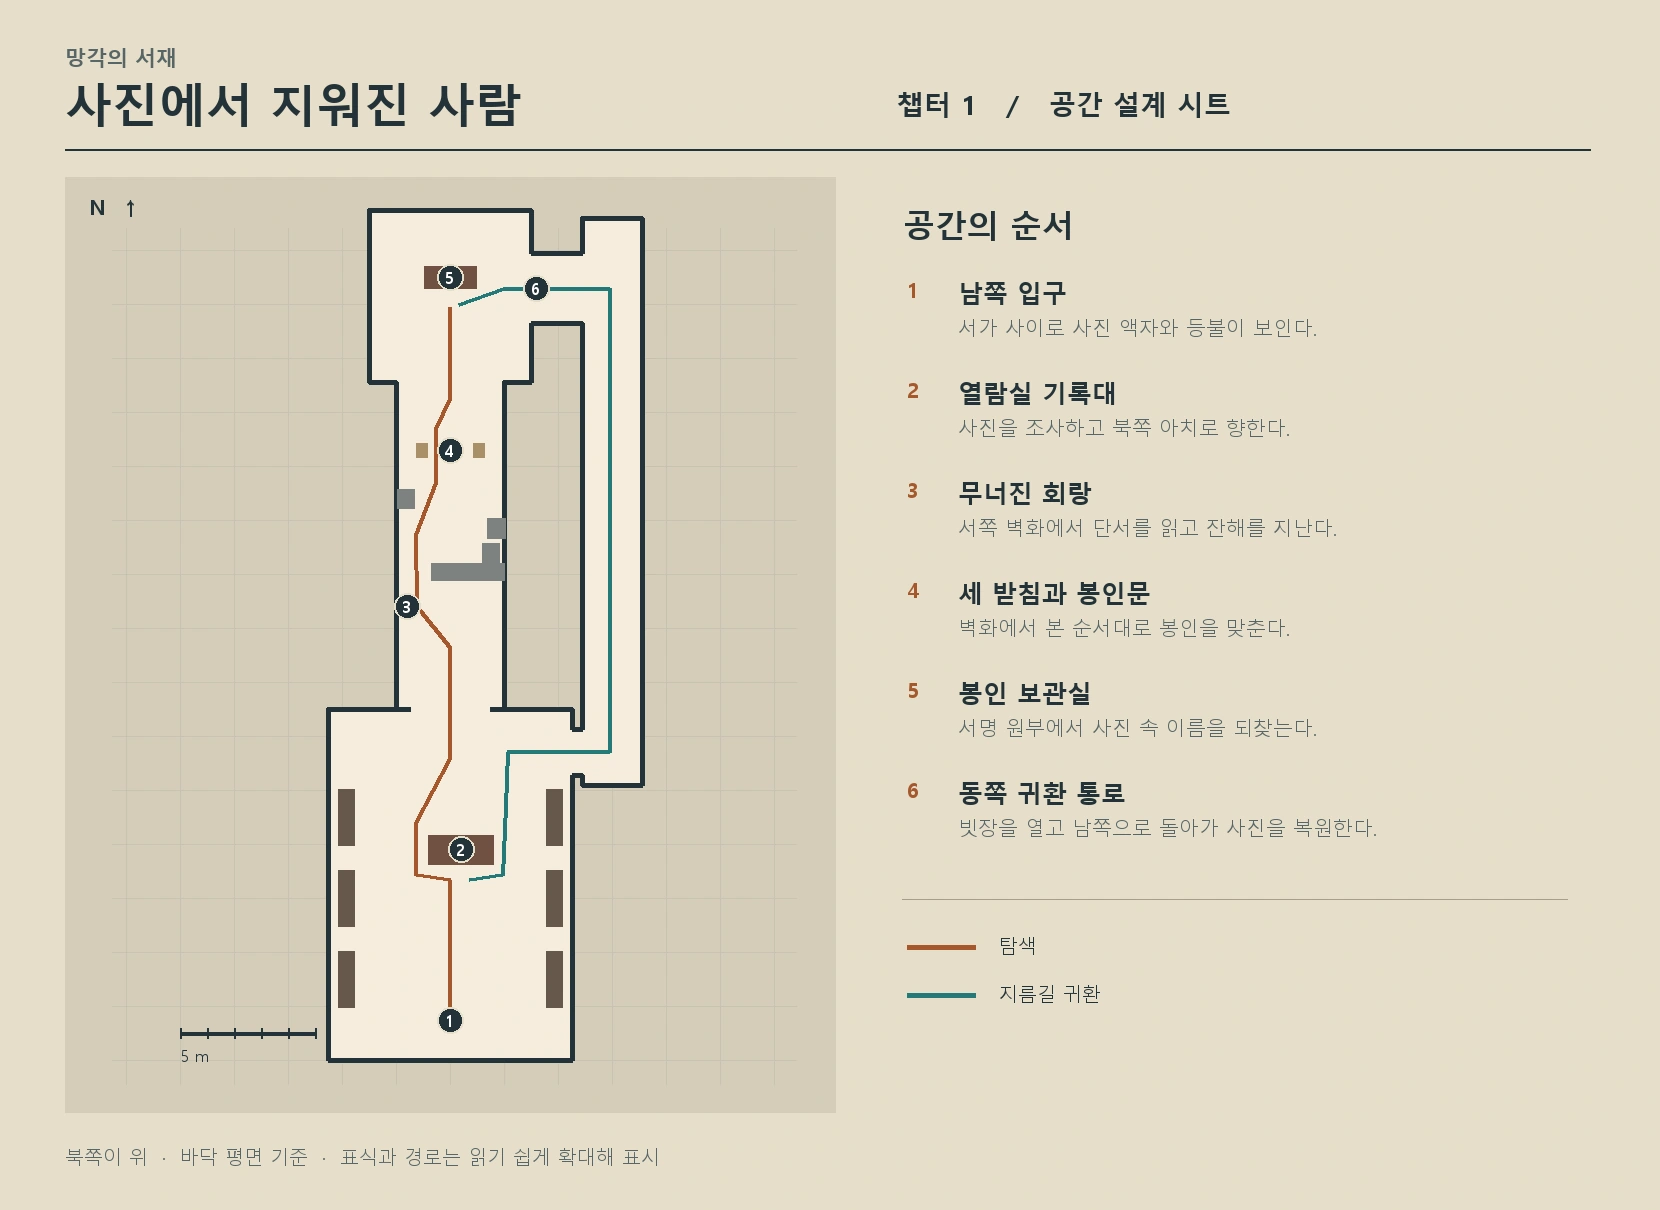 망각의 서재
사진에서 지워진 사람
챕터 1 / 공간 설계 시트
N ↑
5
6
4
3
2
1
5 m
공간의 순서
1 남쪽 입구
서가 사이로 사진 액자와 등불이 보인다.
2 열람실 기록대
사진을 조사하고 북쪽 아치로 향한다.
3 무너진 회랑
서쪽 벽화에서 단서를 읽고 잔해를 지난다.
4 세 받침과 봉인문
벽화에서 본 순서대로 봉인을 맞춘다.
5 봉인 보관실
서명 원부에서 사진 속 이름을 되찾는다.
6 동쪽 귀환 통로
빗장을 열고 남쪽으로 돌아가 사진을 복원한다.
탐색
지름길 귀환
북쪽이 위 · 바닥 평면 기준 · 표식과 경로는 읽기 쉽게 확대해 표시